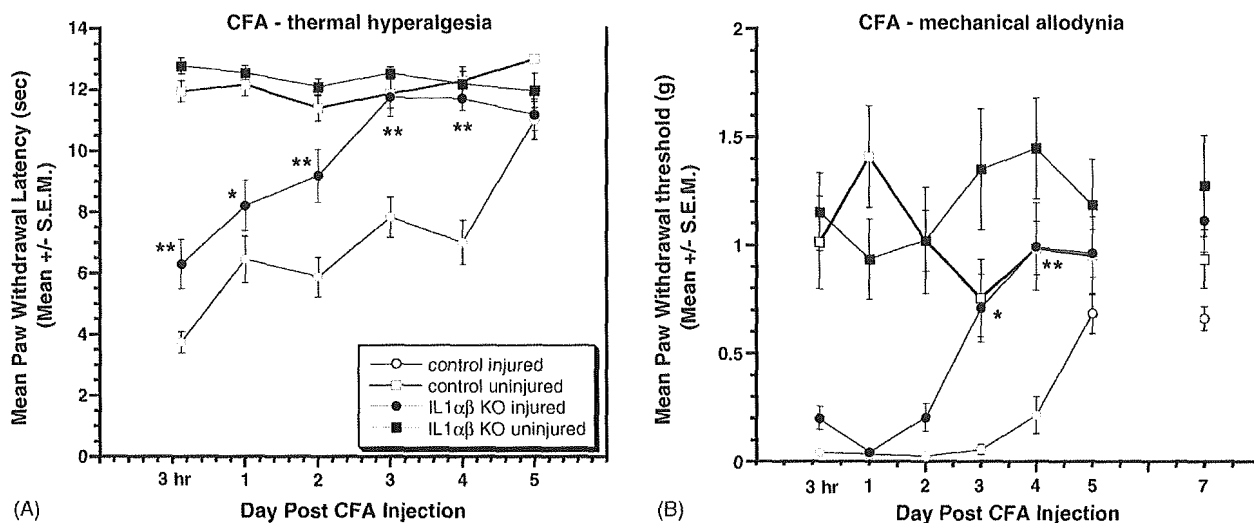 CFA - thermal hyperalgesia
Mean Paw Withdrawal Latency (sec)
(Mean +/- S.E.M.)
14
12
10
8
6
4
2
0
**
*
**
**
**
control injured
control uninjured
IL1αβ KO injured
IL1αβ KO uninjured
3 hr 1 2 3 4 5
(A)
Day Post CFA Injection
CFA - mechanical allodynia
Mean Paw Withdrawal threshold (g)
(Mean +/- S.E.M.)
2
1.5
1
0.5
0
*
**
3 hr 1 2 3 4 5 7
(B)
Day Post CFA Injection